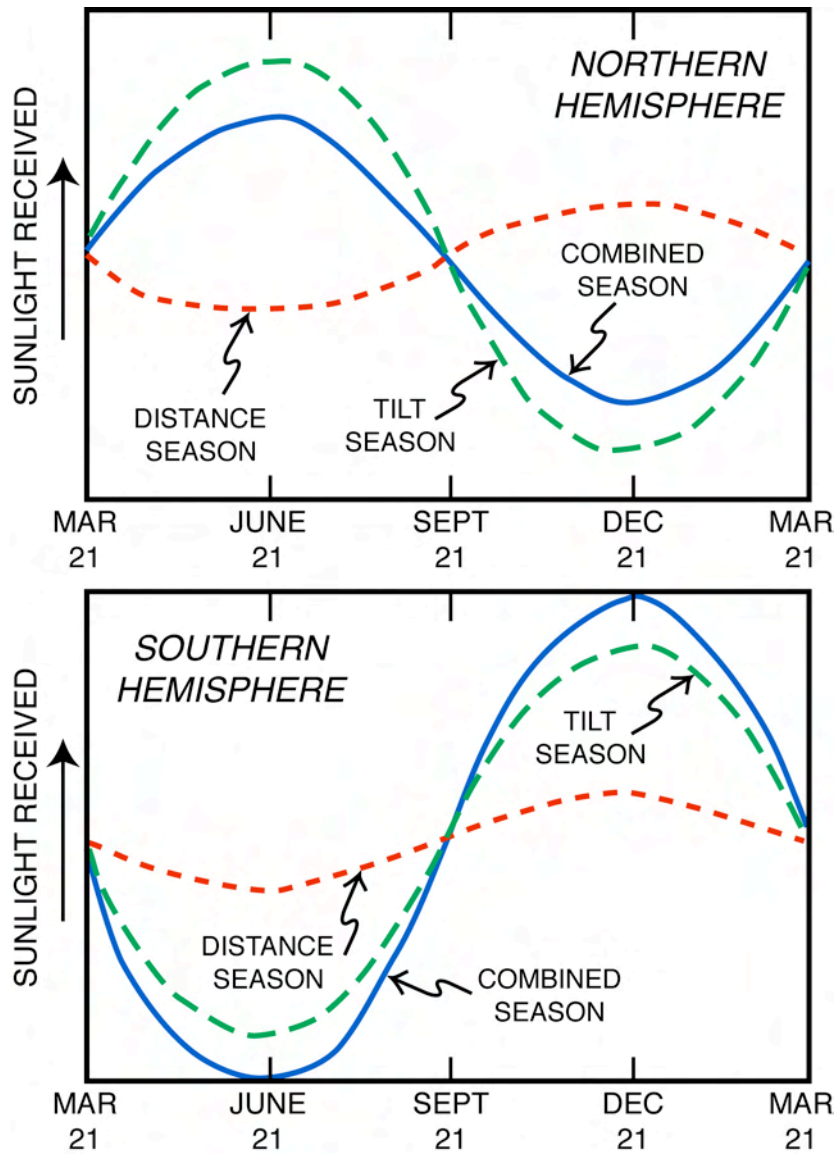 NORTHERN
HEMISPHERE
SUNLIGHT RECEIVED
COMBINED
SEASON
DISTANCE
SEASON
TILT
SEASON
MAR
21
JUNE
21
SEPT
21
DEC
21
MAR
21
SOUTHERN
HEMISPHERE
SUNLIGHT RECEIVED
TILT
SEASON
DISTANCE
SEASON
COMBINED
SEASON
MAR
21
JUNE
21
SEPT
21
DEC
21
MAR
21